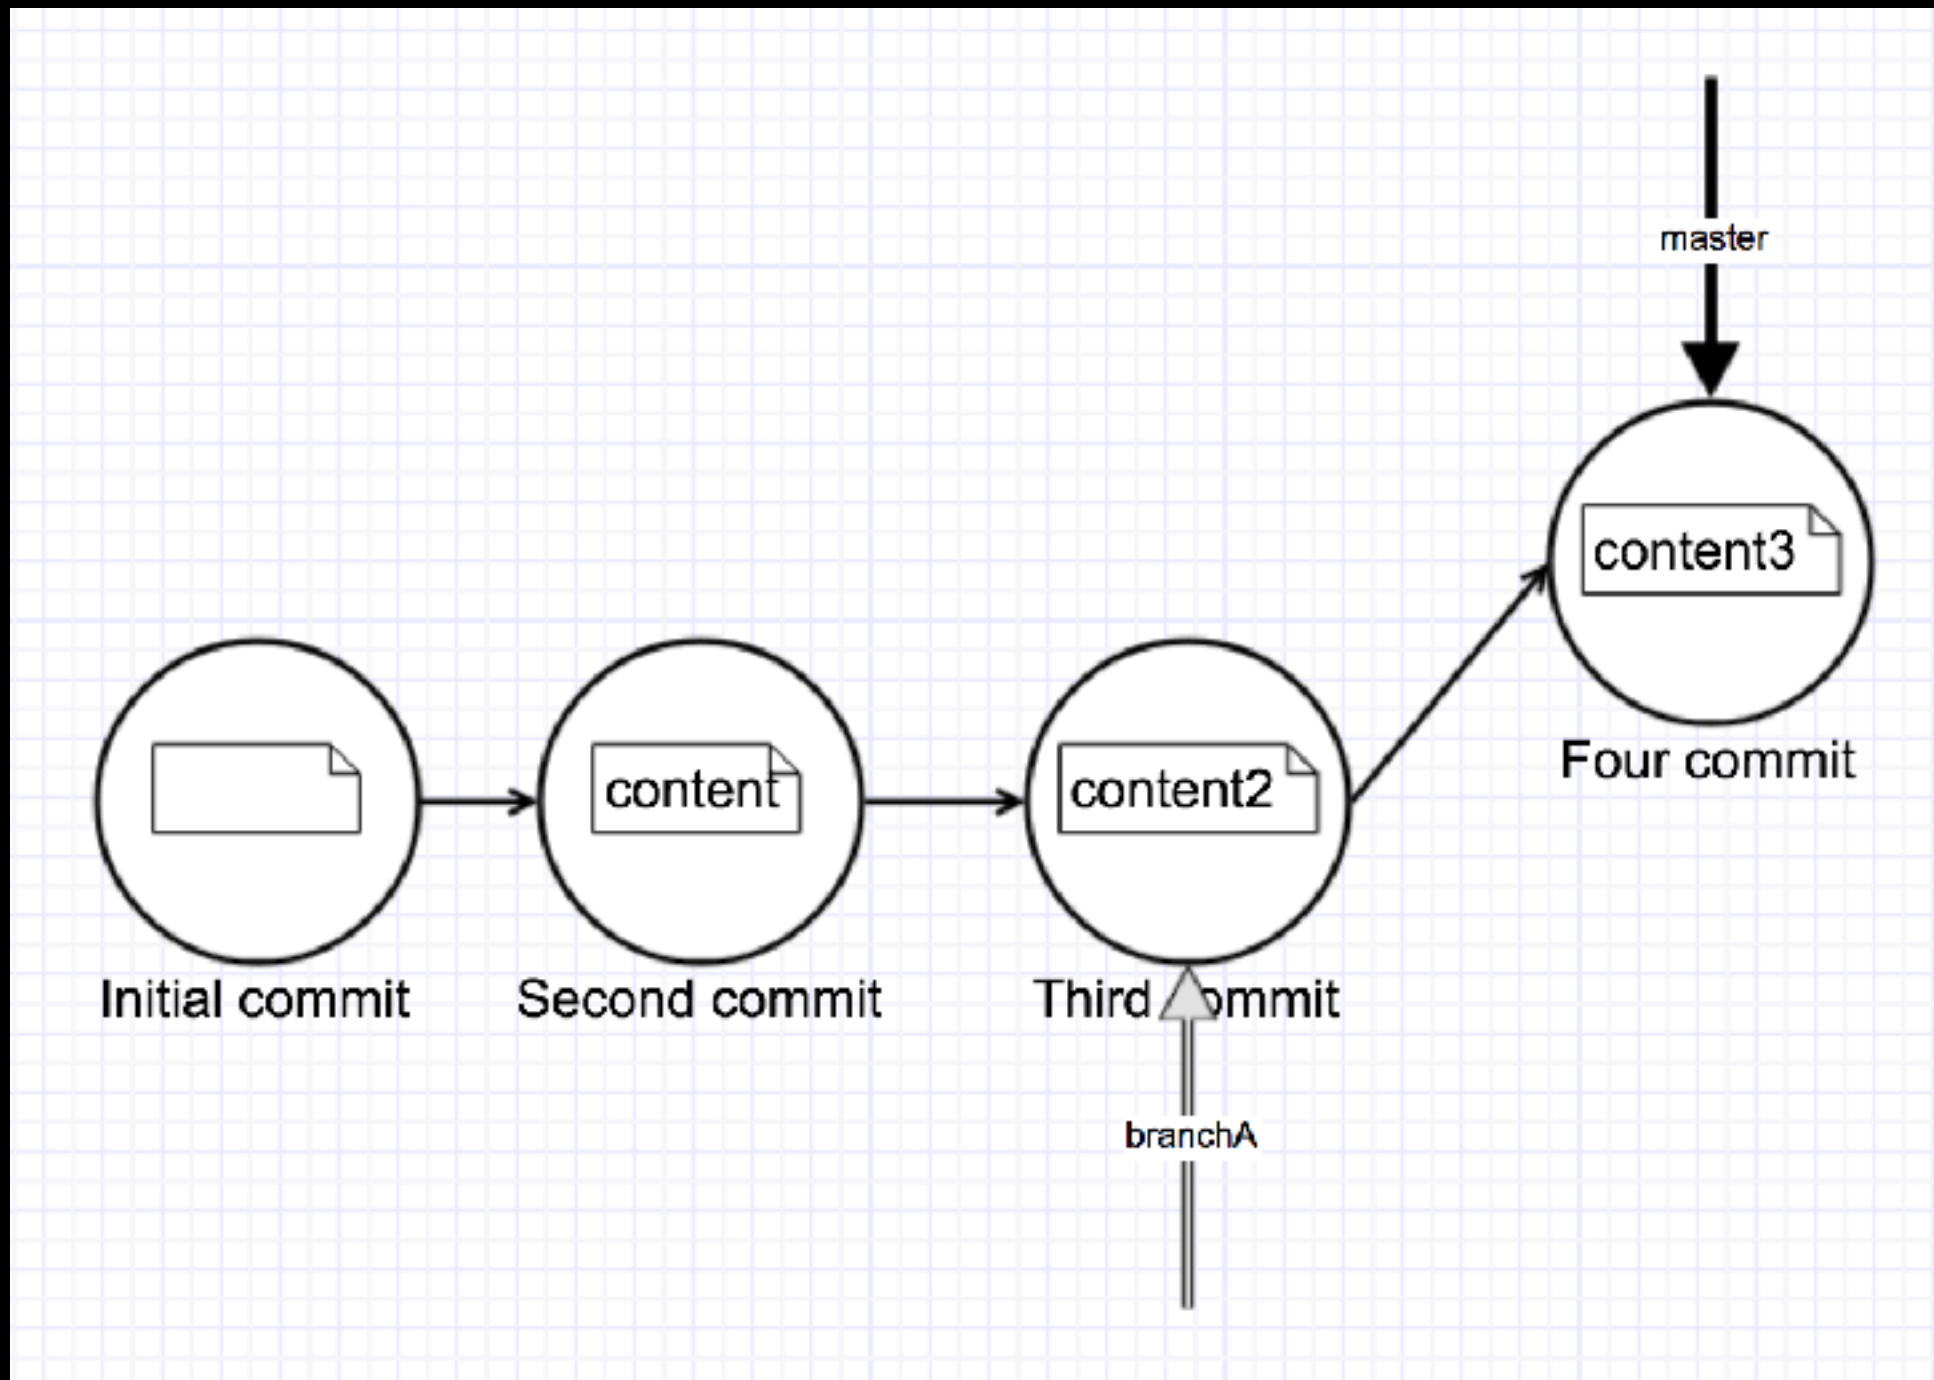 master
content3
Four commit
content
content2
Initial commit
Second commit
Third commit
branchA